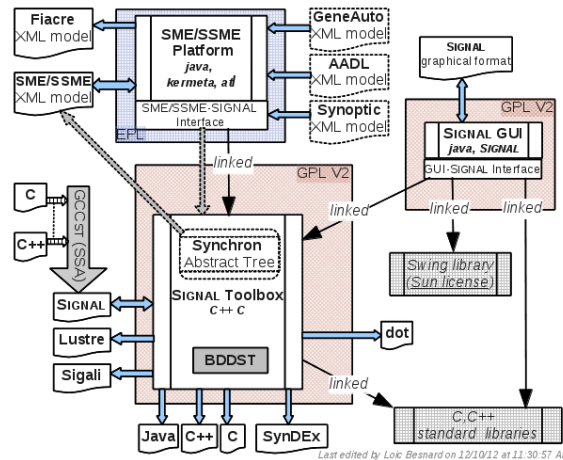 Fiacre
XML model
SME/SSME
Platform
java,
kermeta, atl
GeneAuto
XML model
SIGNAL
graphical format
SME/SSME
XML model
AADL
XML model
Synoptic
XML model
SME/SSME-SIGNAL
Interface
EPL
GPL V2
SIGNAL GUI
java, SIGNAL
GUI-SIGNAL Interface
linked
GPL V2
linked
linked
linked
C
C++
GCCST (SSA)
Synchron
Abstract Tree
SIGNAL Toolbox
C++ C
Swing library
(Sun license)
SIGNAL
Lustre
Sigali
BDDST
dot
linked
Java
C++
C
SynDEx
C,C++
standard libraries
Last edited by Loic Besnard on 12/10/12 at 11:30:57 A